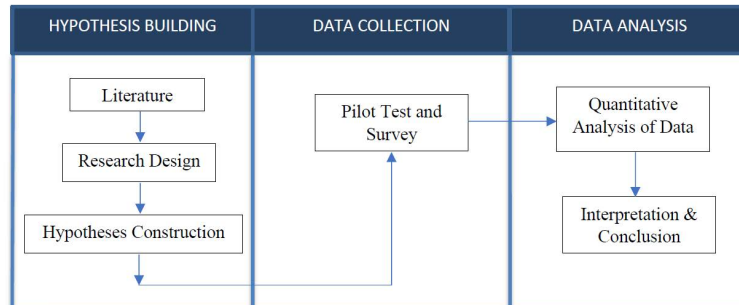 HYPOTHESIS BUILDING
DATA COLLECTION
DATA ANALYSIS
Literature
Research Design
Hypotheses Construction
Pilot Test and
Survey
Quantitative
Analysis of Data
Interpretation &
Conclusion